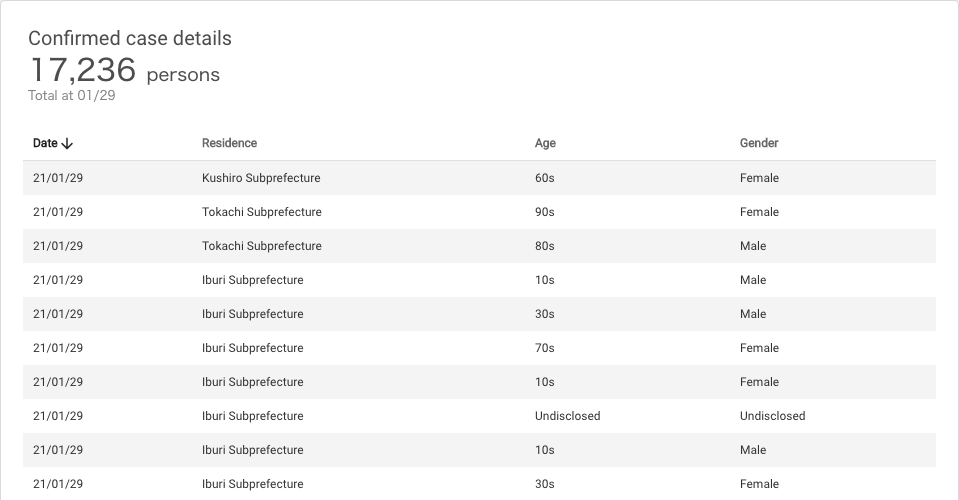 Confirmed case details
17,236 persons
Total at 01/29
Date ↓ Residence Age Gender
21/01/29 Kushiro Subprefecture 60s Female
21/01/29 Tokachi Subprefecture 90s Female
21/01/29 Tokachi Subprefecture 80s Male
21/01/29 Iburi Subprefecture 10s Male
21/01/29 Iburi Subprefecture 30s Male
21/01/29 Iburi Subprefecture 70s Female
21/01/29 Iburi Subprefecture 10s Female
21/01/29 Iburi Subprefecture Undisclosed Undisclosed
21/01/29 Iburi Subprefecture 10s Male
21/01/29 Iburi Subprefecture 30s Female